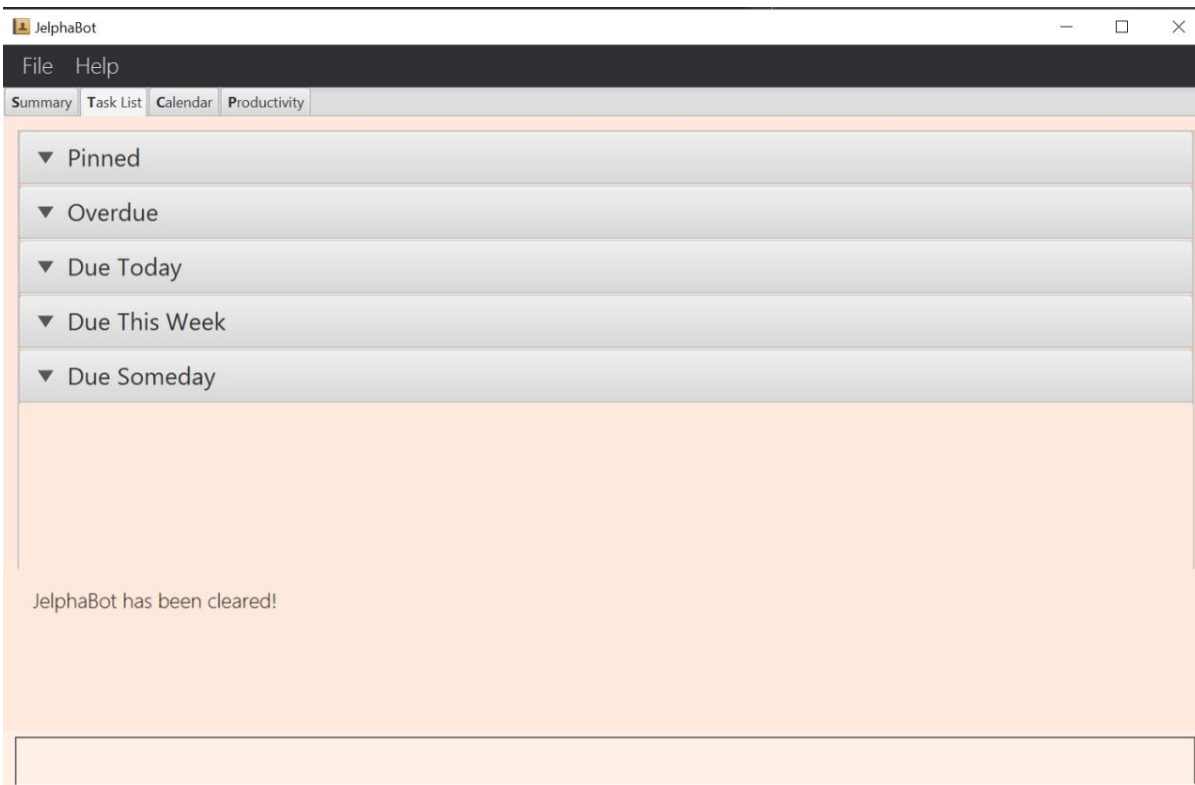 JelphaBot
File Help
Summary Task List Calendar Productivity
Pinned
Overdue
Due Today
Due This Week
Due Someday
JelphaBot has been cleared!